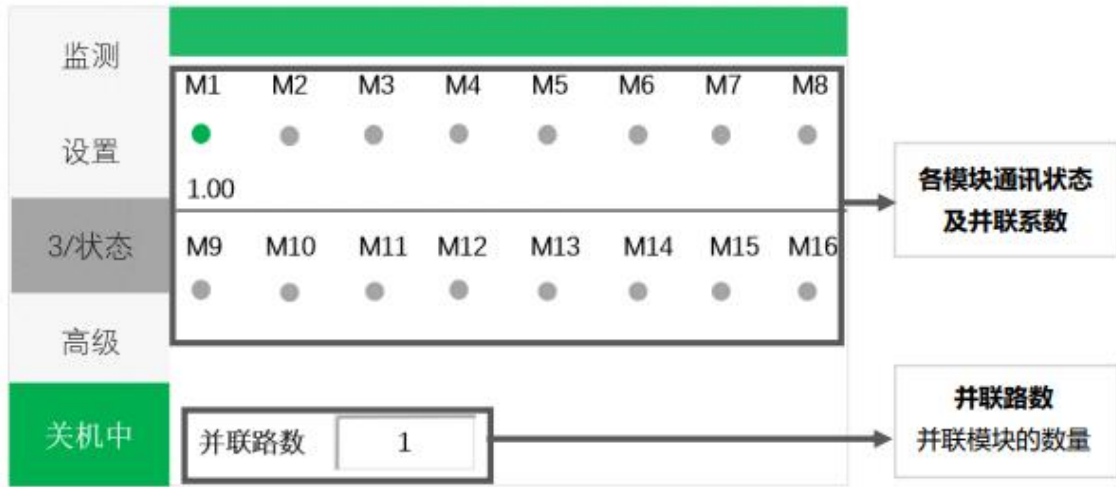 监测
设置
3/状态
高级
关机中
M1 M2 M3 M4 M5 M6 M7 M8
1.00
M9 M10 M11 M12 M13 M14 M15 M16
并联路数 1
各模块通讯状态
及并联系数
并联路数
并联模块的数量